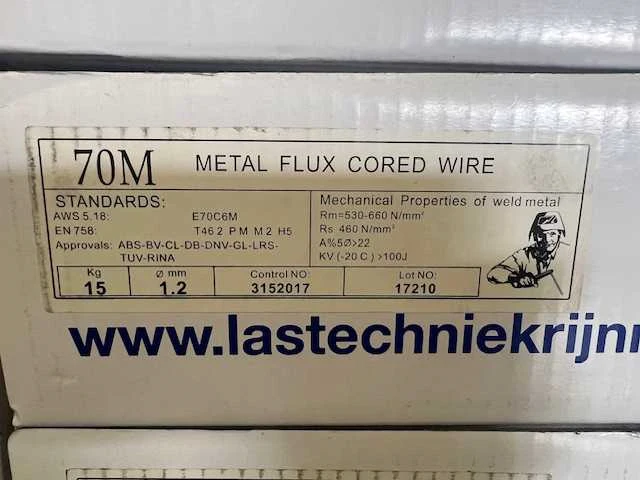 70M METAL FLUX CORED WIRE
STANDARDS:
AWS 5.18: E70C6M
EN 758: T46 2 P M M 2 H5
Approvals: ABS-BV-CL-DB-DNV-GL-LRS-
TUV-RINA
Mechanical Properties of weld metal
Rm=530-660 N/mm²
Rs 460 N/mm²
A%5Ø>22
KV (-20 C) >100J
Kg ø mm Control NO: Lot NO:
15 1.2 3152017 17210
www.lastechniekrijn